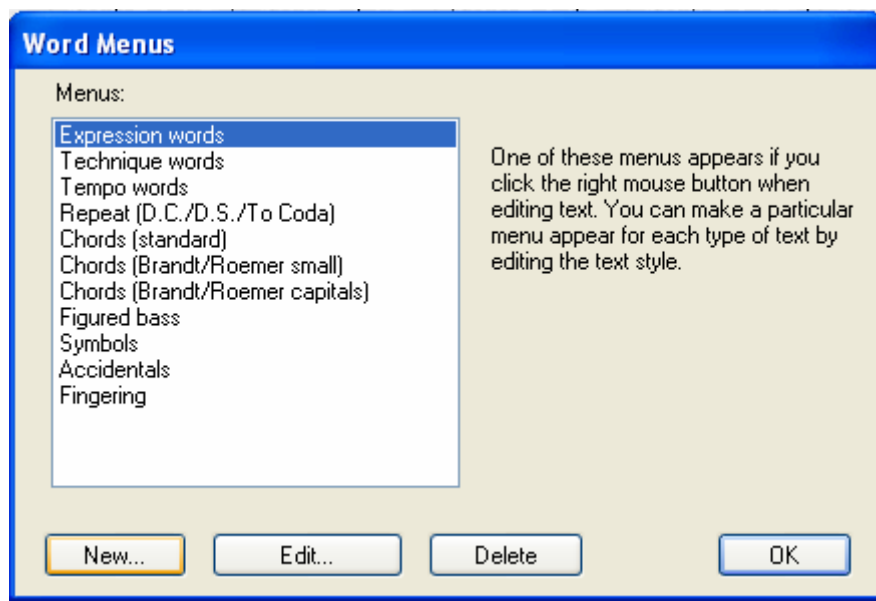 Word Menus
Menus:
Expression words
Technique words
Tempo words
Repeat (D.C./D.S./To Coda)
Chords (standard)
Chords (Brandt/Roemer small)
Chords (Brandt/Roemer capitals)
Figured bass
Symbols
Accidentals
Fingering
One of these menus appears if you
click the right mouse button when
editing text. You can make a particular
menu appear for each type of text by
editing the text style.
New...
Edit...
Delete
OK